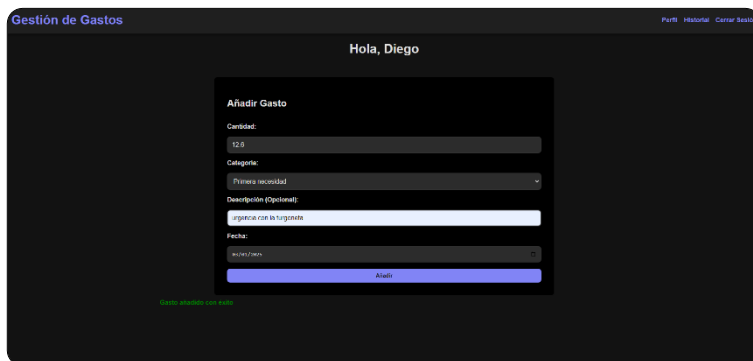 Gestión de Gastos
Perfil Historial Cerrar Sesió
Hola, Diego
Añadir Gasto
Cantidad:
12.6
Categoría:
Primera necesidad
Descripción (Opcional):
urgencia con la furgoneta
Fecha:
Añadir
Gasto añadido con exito